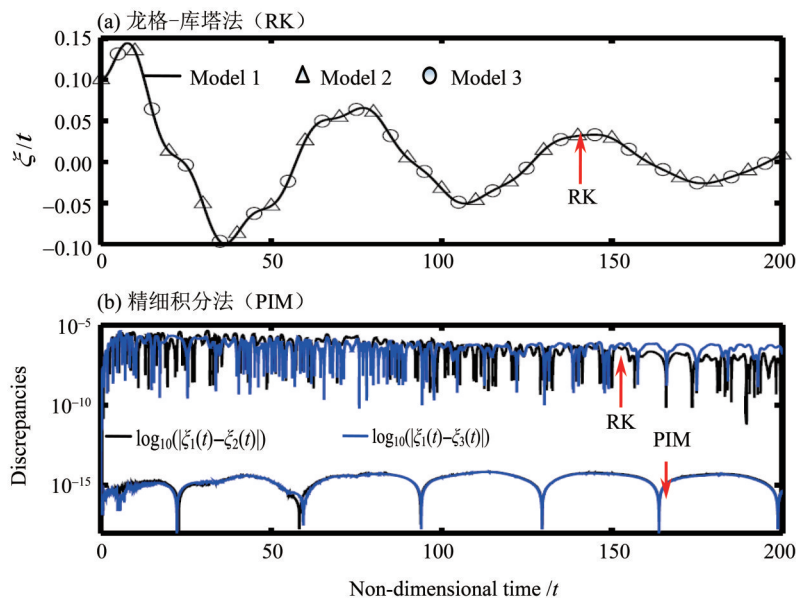 (a) 龙格-库塔法（RK）
0.15
0.10
0.05
0.00
−0.05
−0.10
ξ/t
Model 1 Model 2 Model 3
RK
0 50 100 150 200
(b) 精细积分法（PIM）
10⁻⁵
10⁻¹⁰
10⁻¹⁵
Discrepancies
RK
log₁₀(|ξ₁(t)−ξ₂(t)|) log₁₀(|ξ₁(t)−ξ₃(t)|)
PIM
0 50 100 150 200
Non-dimensional time /t